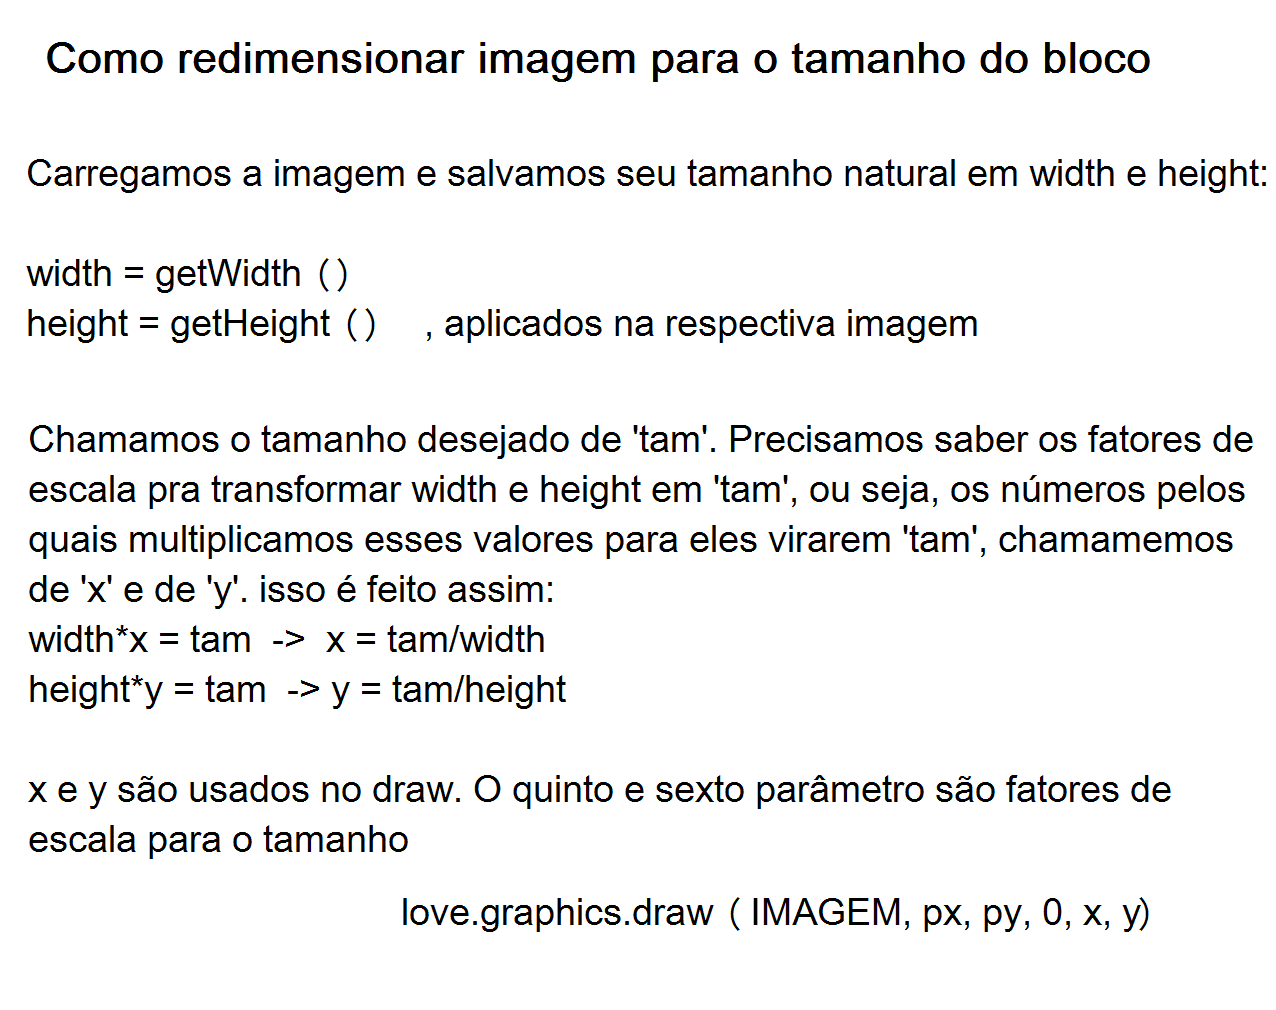 Como redimensionar imagem para o tamanho do bloco
Carregamos a imagem e salvamos seu tamanho natural em width e height:
width = getWidth ()
height = getHeight ()   , aplicados na respectiva imagem
Chamamos o tamanho desejado de 'tam'. Precisamos saber os fatores de
escala pra transformar width e height em 'tam', ou seja, os números pelos
quais multiplicamos esses valores para eles virarem 'tam', chamamemos
de 'x' e de 'y'. isso é feito assim:
width*x = tam  ->  x = tam/width
height*y = tam  -> y = tam/height
x e y são usados no draw. O quinto e sexto parâmetro são fatores de
escala para o tamanho
love.graphics.draw ( IMAGEM, px, py, 0, x, y)